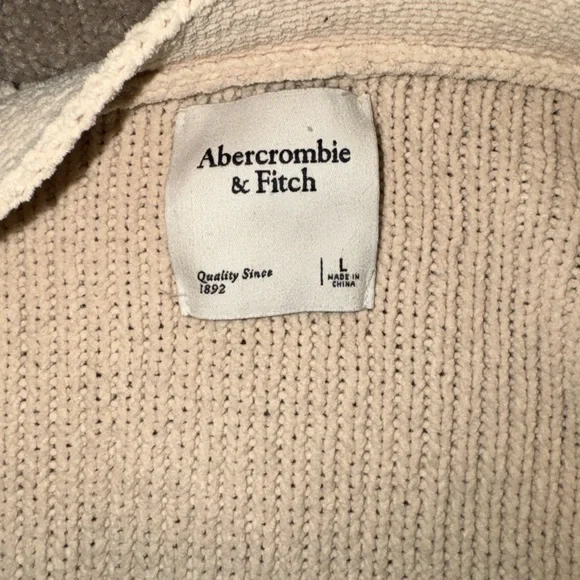 Abercrombie
& Fitch
Quality Since
1892
L
MADE IN
CHINA